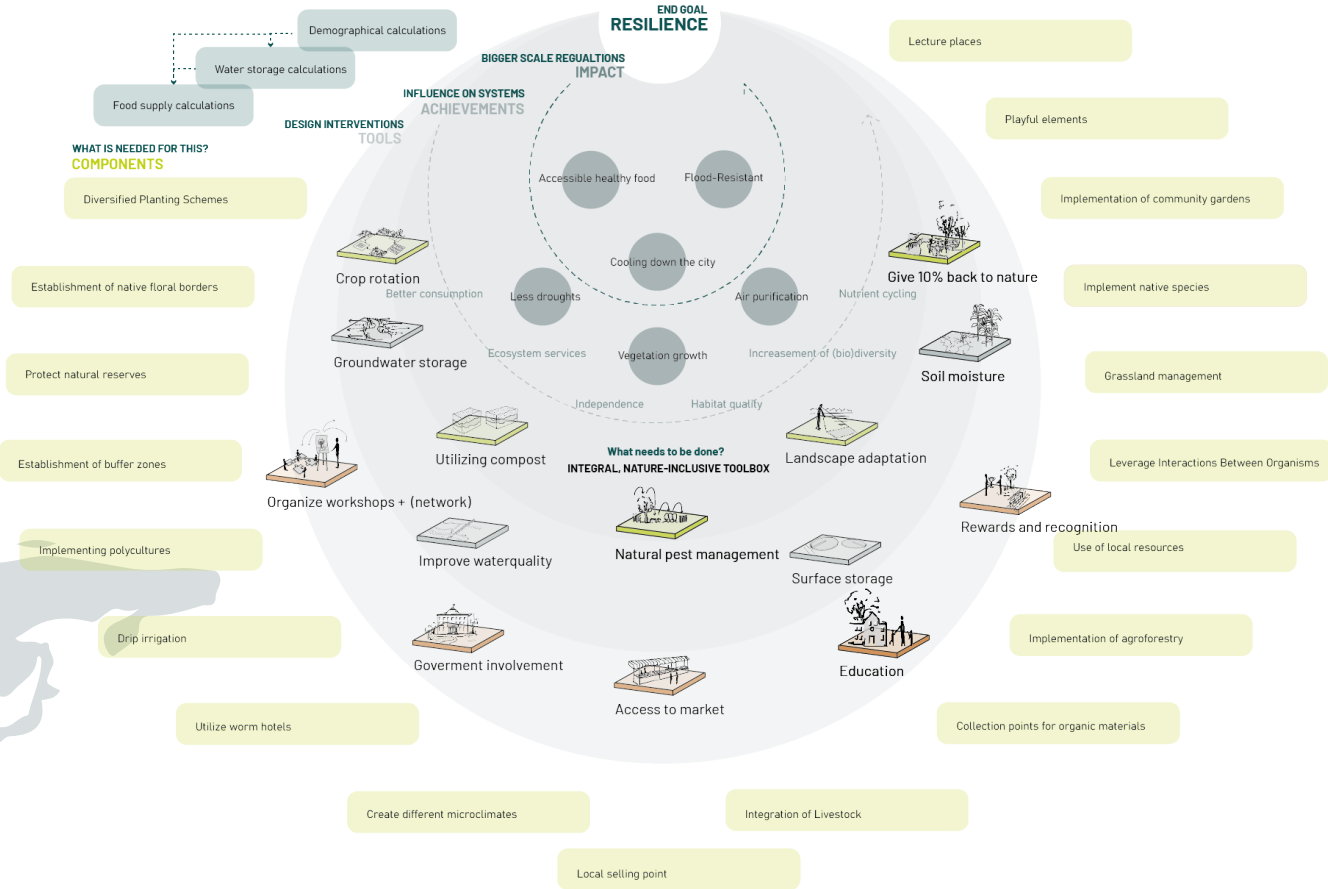 END GOAL
RESILIENCE
BIGGER SCALE REGUALTIONS
IMPACT
INFLUENCE ON SYSTEMS
ACHIEVEMENTS
DESIGN INTERVENTIONS
TOOLS
WHAT IS NEEDED FOR THIS?
COMPONENTS
Demographical calculations
Water storage calculations
Food supply calculations
Diversified Planting Schemes
Establishment of native floral borders
Protect natural reserves
Establishment of buffer zones
Implementing polycultures
Drip irrigation
Utilize worm hotels
Create different microclimates
Local selling point
Integration of Livestock
Collection points for organic materials
Implementation of agroforestry
Use of local resources
Leverage Interactions Between Organisms
Grassland management
Implement native species
Implementation of community gardens
Playful elements
Lecture places
Accessible healthy food
Flood-Resistant
Cooling down the city
Less droughts
Air purification
Vegetation growth
Better consumption
Nutrient cycling
Ecosystem services
Increasement of (bio)diversity
Independence
Habitat quality
What needs to be done?
INTEGRAL, NATURE-INCLUSIVE TOOLBOX
Crop rotation
Give 10% back to nature
Groundwater storage
Soil moisture
Utilizing compost
Landscape adaptation
Organize workshops + (network)
Rewards and recognition
Improve waterquality
Natural pest management
Surface storage
Goverment involvement
Education
Access to market